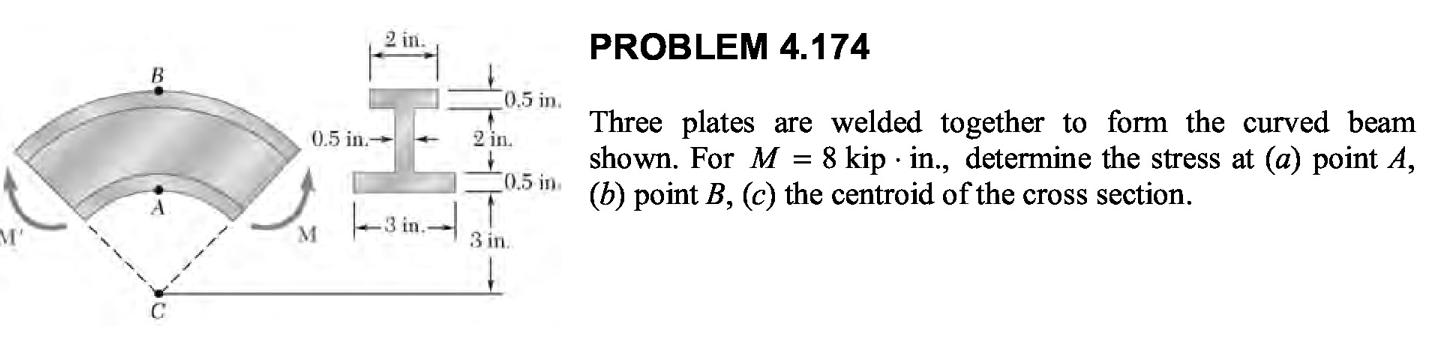 2 in.
B
0.5 in.
0.5 in.
2 in.
0.5 in.
A
M'
M
3 in.
3 in.
C
PROBLEM 4.174
Three plates are welded together to form the curved beam
shown. For M = 8 kip · in., determine the stress at (a) point A,
(b) point B, (c) the centroid of the cross section.